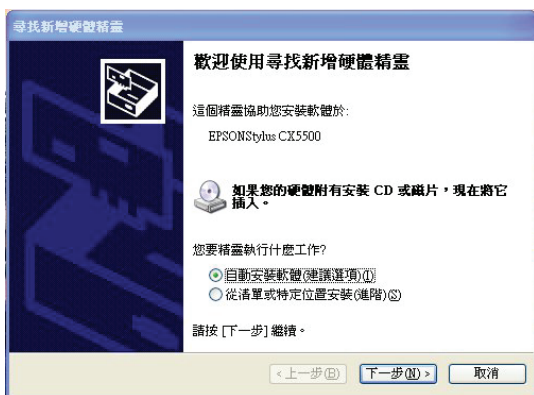 尋找新增硬體精靈
歡迎使用尋找新增硬體精靈
這個精靈協助您安裝軟體於:
EPSONStylus CX5500
如果您的硬體附有安裝 CD 或磁片，現在將它
插入。
您要精靈執行什麼工作?
自動安裝軟體(建議選項)(I)
從清單或特定位置安裝(進階)(S)
請按 [下一步] 繼續。
<上一步(B) 下一步(N)> 取消